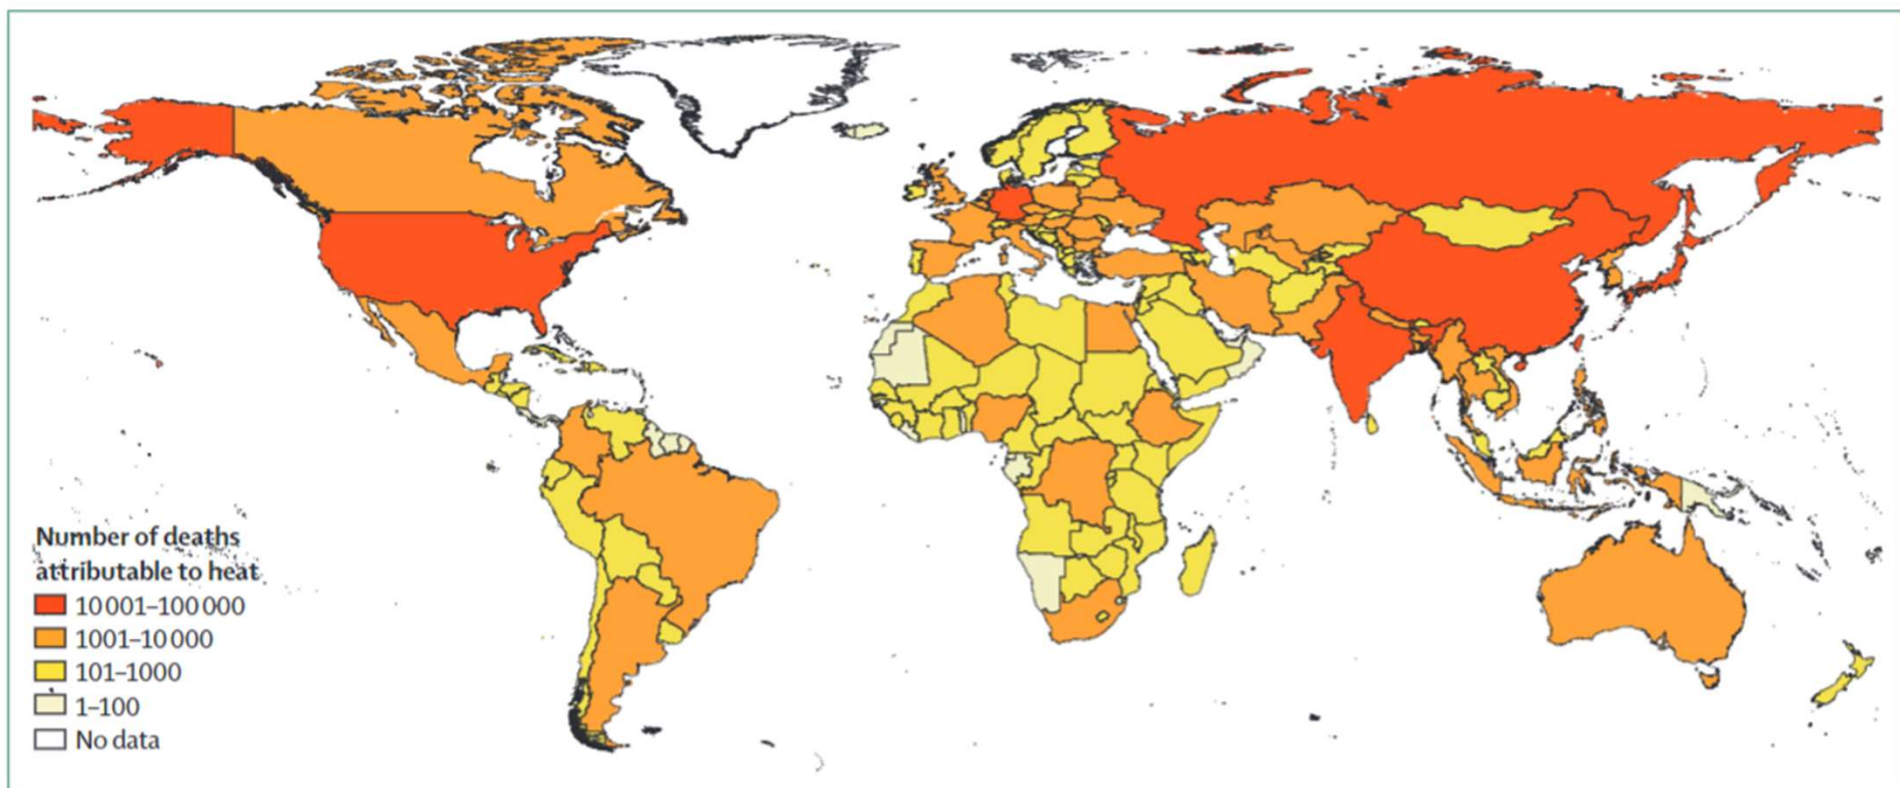 Number of deaths
attributable to heat
10 001–100 000
1001–10 000
101–1000
1–100
No data